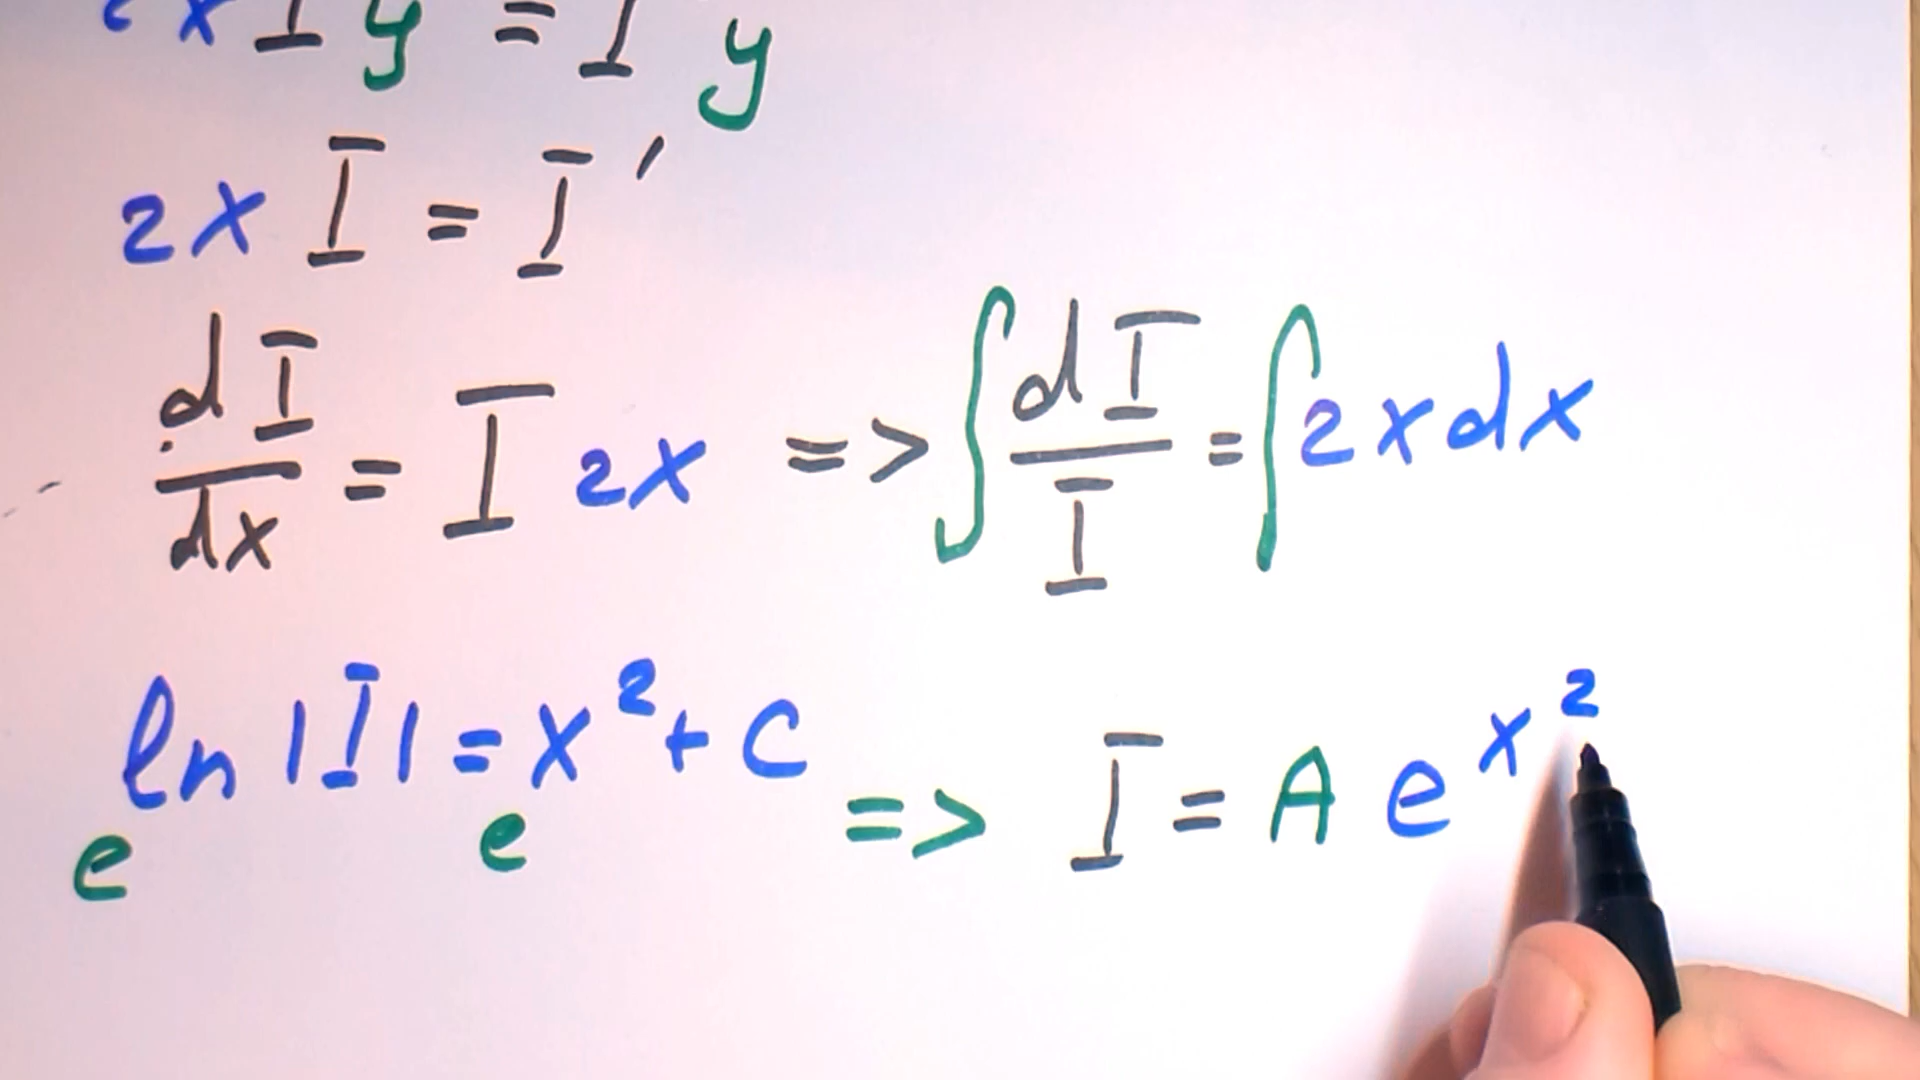 2x I y = I y
2x I = I'
dI/dx = I 2x => ∫ dI/I = ∫ 2x dx
ln |I| = x² + C
e e => I = A e^x²